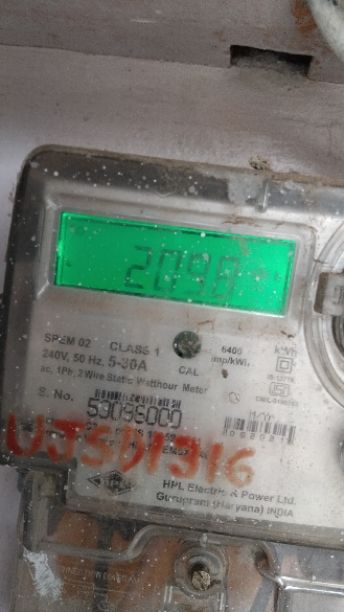 2098
SPEM 02 CLASS 1 6400 kWh
240V, 50 Hz. 5-30A CAL imp/kWh
ac, 1Ph, 2 Wire Static Watthour Meter
S. No. 53096000
UJSD1316
HPL Electric & Power Ltd.
Gurugram (Haryana) INDIA